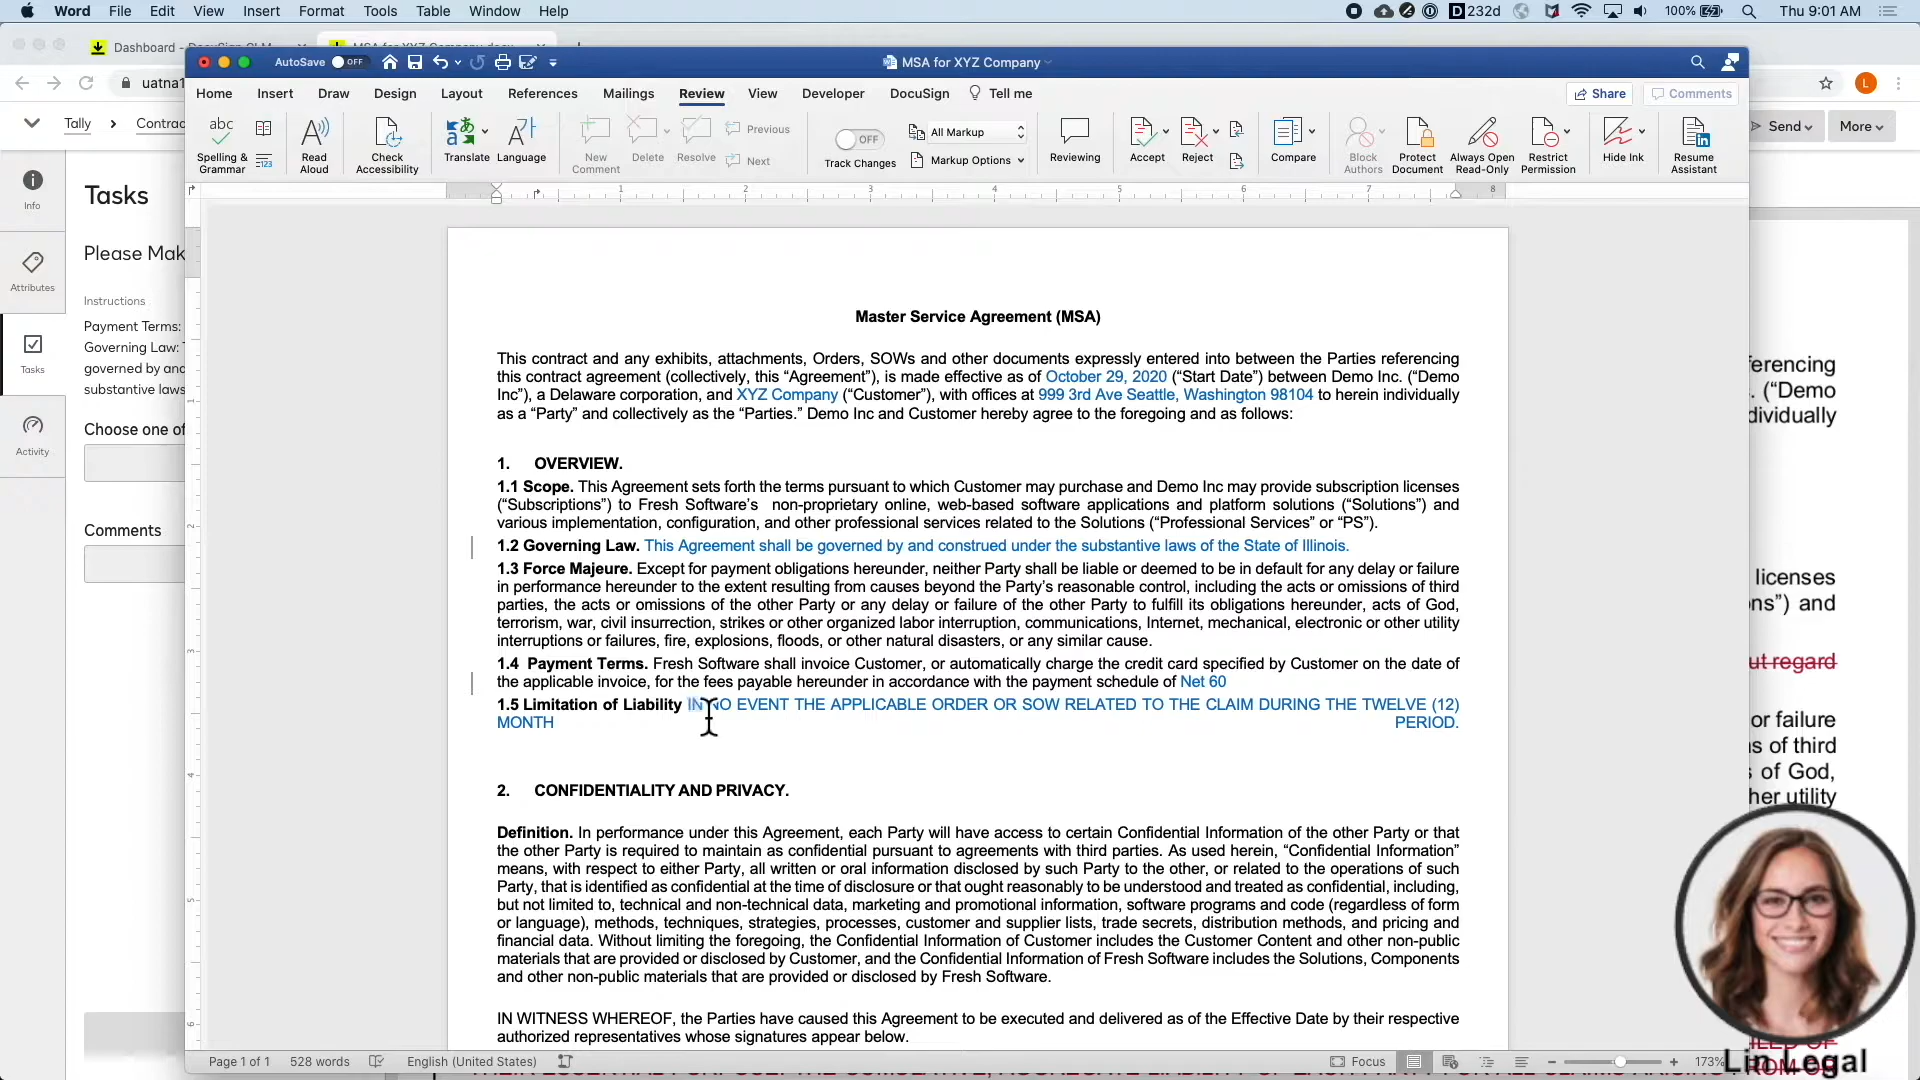 Word File Edit View Insert Format Tools Table Window Help
232d 100% Thu 9:01 AM
Dashboard - DocuSign CLM
MSA for XYZ Company.docx
AutoSave OFF
MSA for XYZ Company
uatna1
L
Home Insert Draw Design Layout References Mailings Review View Developer DocuSign Tell me
Share Comments
Tally > Contrac
Send More
Spelling & Grammar
Read Aloud
Check Accessibility
Translate
Language
New Comment
Delete
Resolve
Previous
Next
OFF
Track Changes
All Markup
Markup Options
Reviewing
Accept
Reject
Compare
Block Authors
Protect Document
Always Open Read-Only
Restrict Permission
Hide Ink
Resume Assistant
1 2 3 4 5 6 7 8
Info
Attributes
Tasks
Activity
Tasks
Please Mak
Instructions
Payment Terms:
Governing Law:
governed by and
substantive laws
Choose one of
Comments
Master Service Agreement (MSA)
This contract and any exhibits, attachments, Orders, SOWs and other documents expressly entered into between the Parties referencing
this contract agreement (collectively, this “Agreement”), is made effective as of October 29, 2020 (“Start Date”) between Demo Inc. (“Demo
Inc”), a Delaware corporation, and XYZ Company (“Customer”), with offices at 999 3rd Ave Seattle, Washington 98104 to herein individually
as a “Party” and collectively as the “Parties.” Demo Inc and Customer hereby agree to the foregoing and as follows:
1. OVERVIEW.
1.1 Scope. This Agreement sets forth the terms pursuant to which Customer may purchase and Demo Inc may provide subscription licenses
(“Subscriptions”) to Fresh Software’s non-proprietary online, web-based software applications and platform solutions (“Solutions”) and
various implementation, configuration, and other professional services related to the Solutions (“Professional Services” or “PS”).
1.2 Governing Law. This Agreement shall be governed by and construed under the substantive laws of the State of Illinois.
1.3 Force Majeure. Except for payment obligations hereunder, neither Party shall be liable or deemed to be in default for any delay or failure
in performance hereunder to the extent resulting from causes beyond the Party’s reasonable control, including the acts or omissions of third
parties, the acts or omissions of the other Party or any delay or failure of the other Party to fulfill its obligations hereunder, acts of God,
terrorism, war, civil insurrection, strikes or other organized labor interruption, communications, Internet, mechanical, electronic or other utility
interruptions or failures, fire, explosions, floods, or other natural disasters, or any similar cause.
1.4 Payment Terms. Fresh Software shall invoice Customer, or automatically charge the credit card specified by Customer on the date of
the applicable invoice, for the fees payable hereunder in accordance with the payment schedule of Net 60
1.5 Limitation of Liability IN NO EVENT THE APPLICABLE ORDER OR SOW RELATED TO THE CLAIM DURING THE TWELVE (12)
MONTH PERIOD.
2. CONFIDENTIALITY AND PRIVACY.
Definition. In performance under this Agreement, each Party will have access to certain Confidential Information of the other Party or that
the other Party is required to maintain as confidential pursuant to agreements with third parties. As used herein, “Confidential Information”
means, with respect to either Party, all written or oral information disclosed by such Party to the other, or related to the operations of such
Party, that is identified as confidential at the time of disclosure or that ought reasonably to be understood and treated as confidential, including,
but not limited to, technical and non-technical data, marketing and promotional information, software programs and code (regardless of form
or language), methods, techniques, strategies, processes, customer and supplier lists, trade secrets, distribution methods, and pricing and
financial data. Without limiting the foregoing, the Confidential Information of Customer includes the Customer Content and other non-public
materials that are provided or disclosed by Customer, and the Confidential Information of Fresh Software includes the Solutions, Components
and other non-public materials that are provided or disclosed by Fresh Software.
IN WITNESS WHEREOF, the Parties have caused this Agreement to be executed and delivered as of the Effective Date by their respective
authorized representatives whose signatures appear below.
erencing
. (“Demo
dividually
licenses
ons”) and
ut regard
or failure
s of third
of God,
her utility
Page 1 of 1 528 words English (United States) Focus 173%
Lin Legal